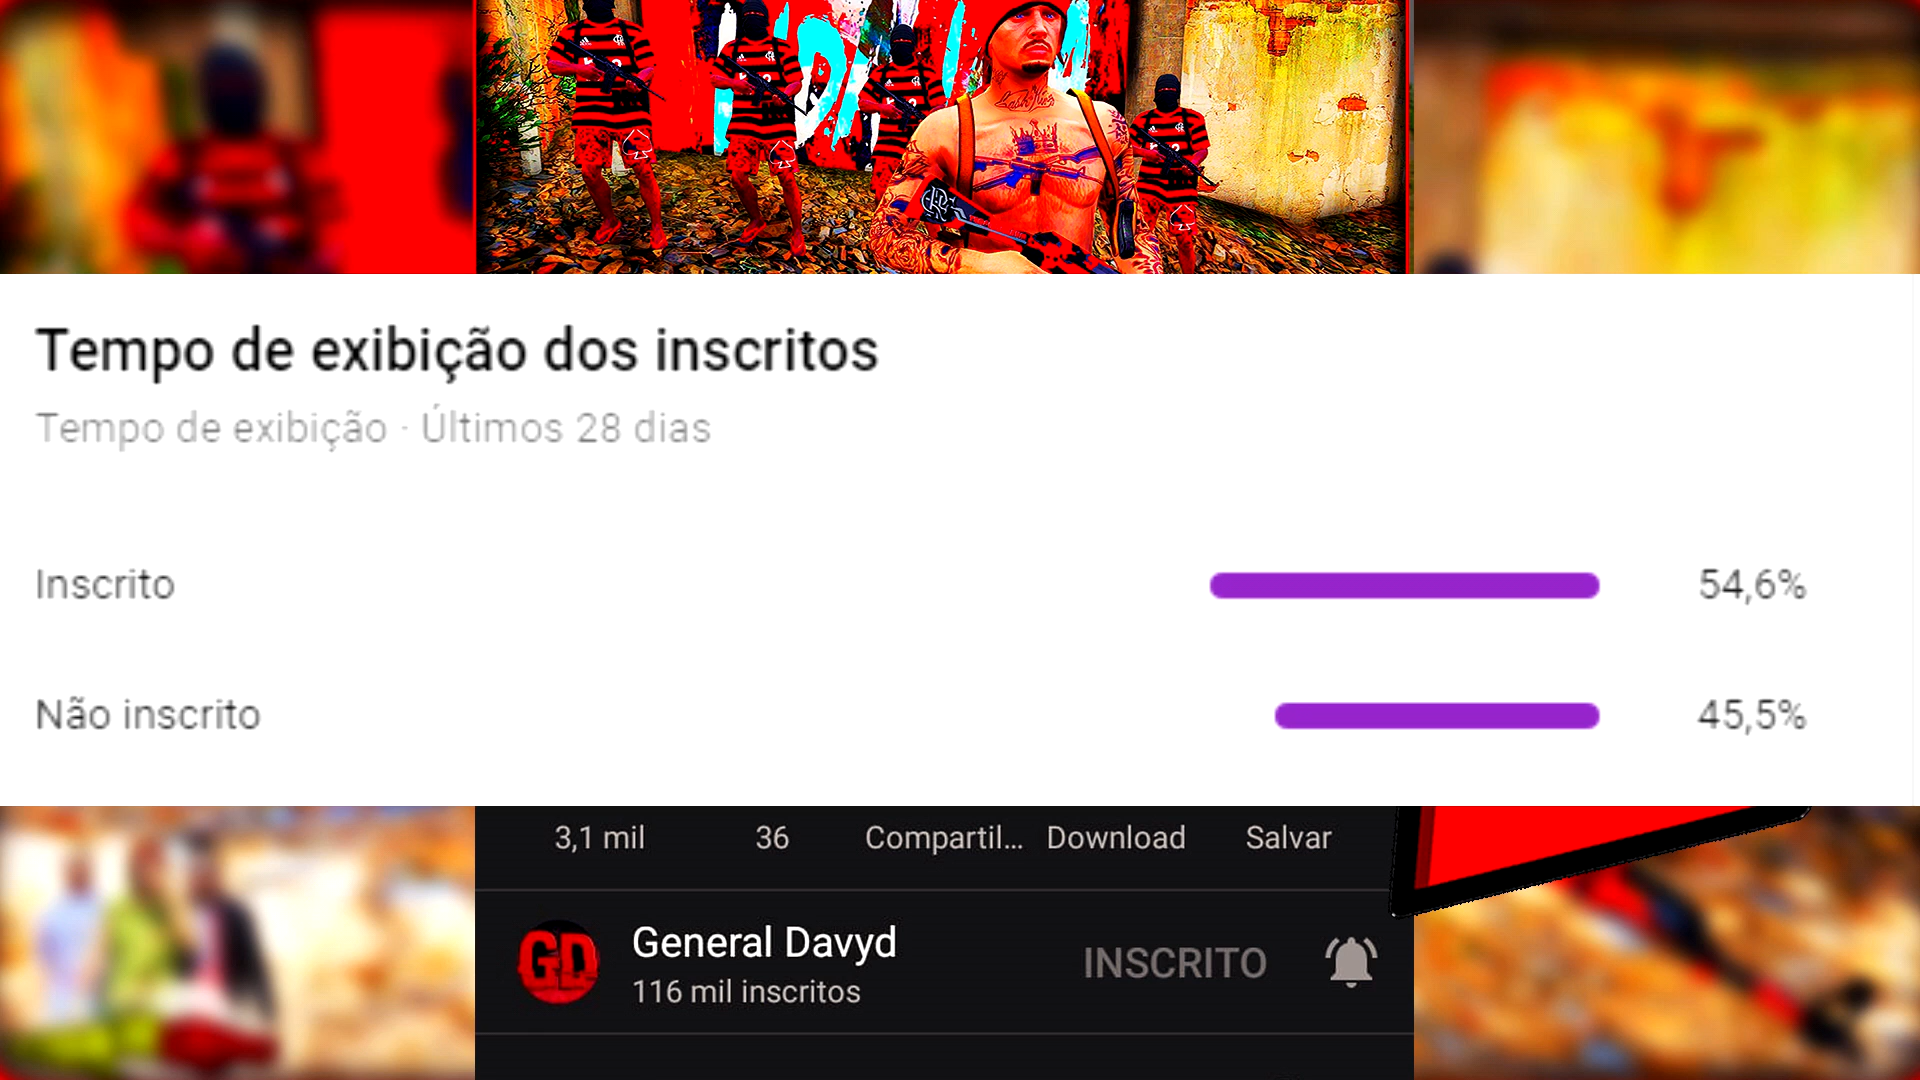 Tempo de exibição dos inscritos
Tempo de exibição · Últimos 28 dias
Inscrito 54,6%
Não inscrito 45,5%
3,1 mil 36 Compartil... Download Salvar
GD
General Davyd INSCRITO
116 mil inscritos